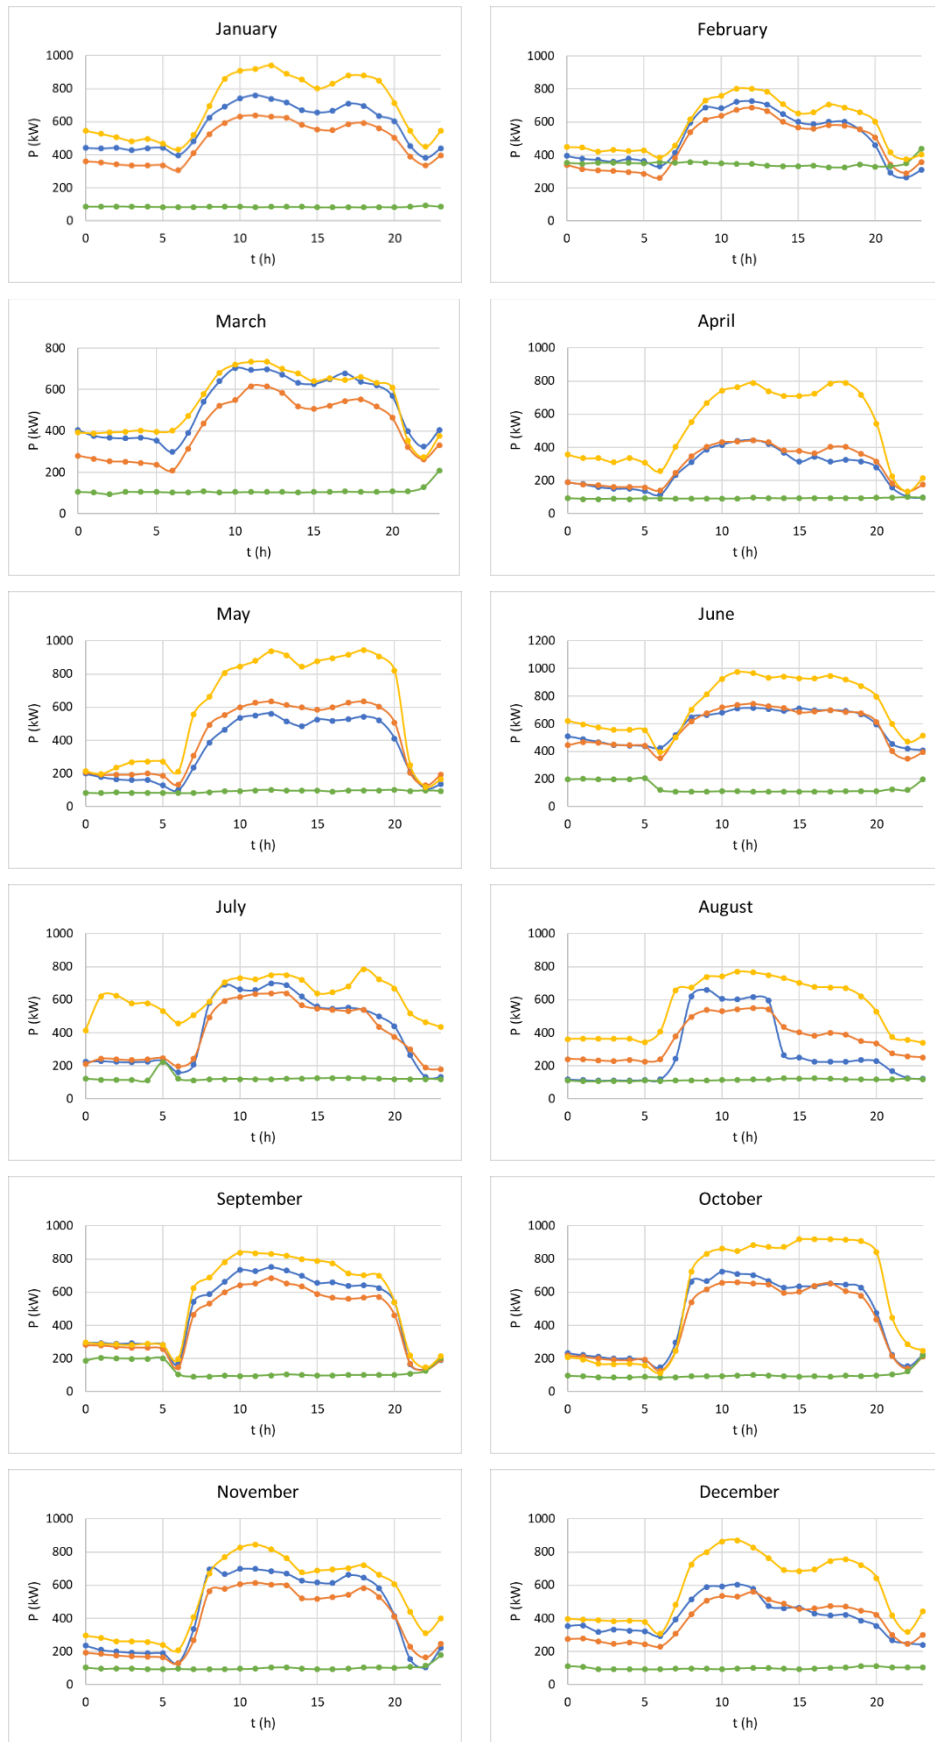 January
1000
800
600
400
200
0
P (kW)
0 5 10 15 20
t (h)
February
1000
800
600
400
200
0
P (kW)
0 5 10 15 20
t (h)
March
800
600
400
200
0
P (kW)
0 5 10 15 20
t (h)
April
1000
800
600
400
200
0
P (kW)
0 5 10 15 20
t (h)
May
1000
800
600
400
200
0
P (kW)
0 5 10 15 20
t (h)
June
1200
1000
800
600
400
200
0
P (kW)
0 5 10 15 20
t (h)
July
1000
800
600
400
200
0
P (kW)
0 5 10 15 20
t (h)
August
1000
800
600
400
200
0
P (kW)
0 5 10 15 20
t (h)
September
1000
800
600
400
200
0
P (kW)
0 5 10 15 20
t (h)
October
1000
800
600
400
200
0
P (kW)
0 5 10 15 20
t (h)
November
1000
800
600
400
200
0
P (kW)
0 5 10 15 20
t (h)
December
1000
800
600
400
200
0
P (kW)
0 5 10 15 20
t (h)